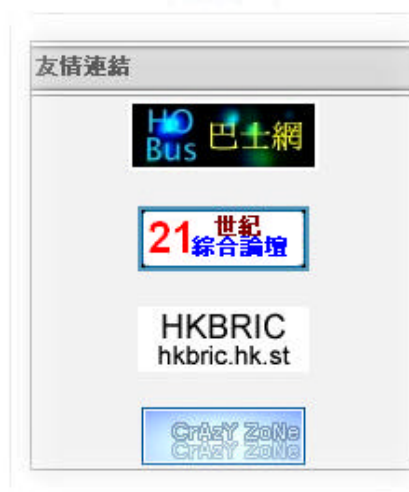 友情連結
HO
Bus 巴士網
21 世紀
綜合論壇
HKBRIC
hkbric.hk.st
CrAzY ZoNe
CrAzY ZoNe